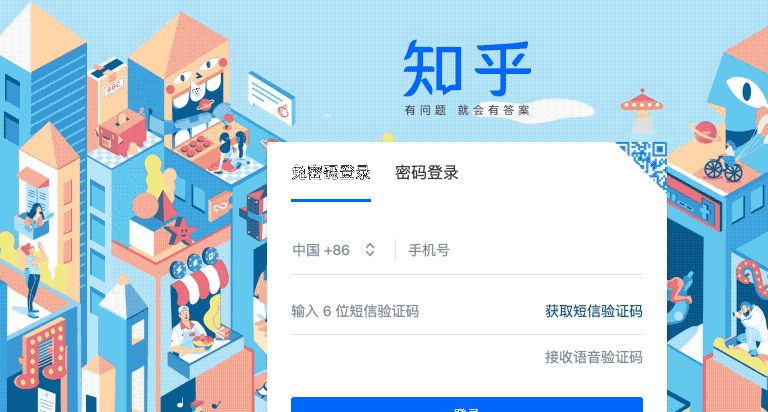 知乎
有问题 就会有答案
ABC
免密码登录 密码登录
中国 +86 手机号
输入 6 位短信验证码 获取短信验证码
接收语音验证码
登录